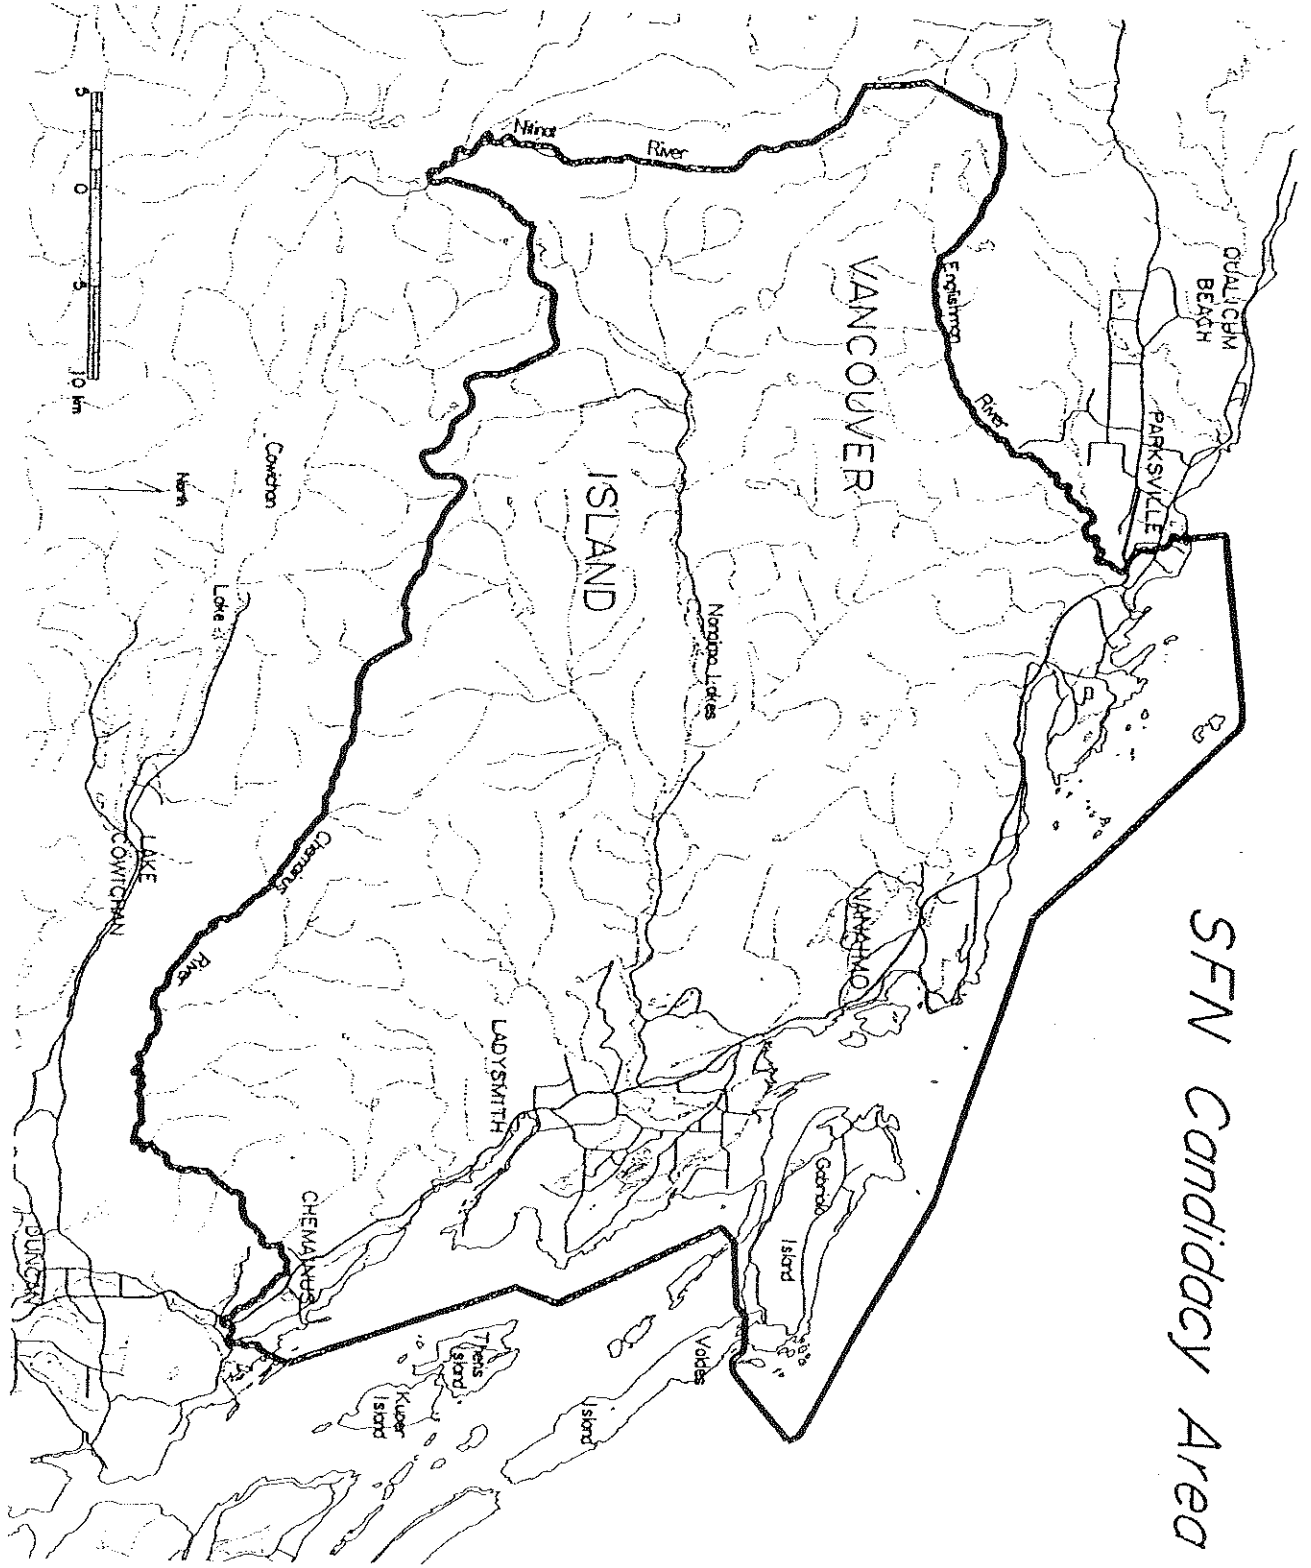 SFN Candidacy Area
QUALICUM
BEACH
PARKSVILLE
Englishman
River
VANCOUVER
ISLAND
Nitinat
River
Nanaimo Lakes
NANAIMO
Gabriola
Island
Valdes
Island
LADYSMITH
Thetis
Island
Kuper
Island
CHEMAINUS
Chemainus
River
Cowichan
Lake
LAKE
COWICHAN
DUNCAN
North
5 0 5 10 km